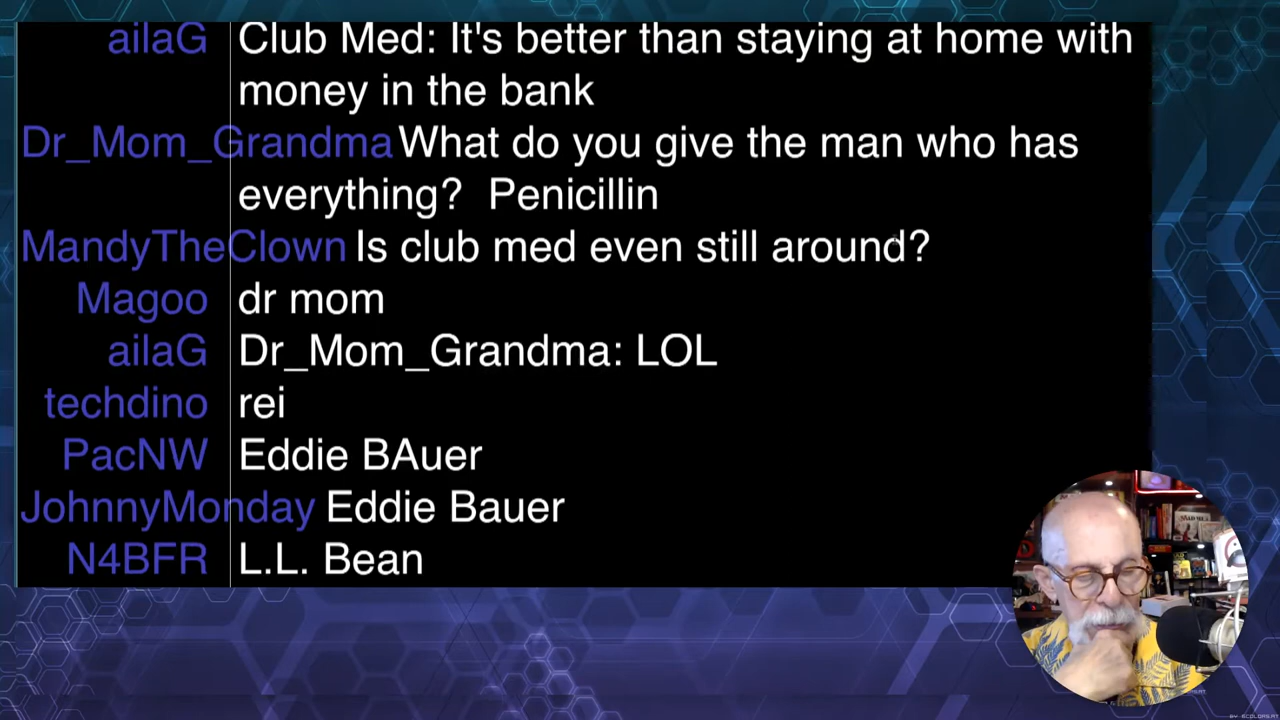 ailaG Club Med: It's better than staying at home with
money in the bank
Dr_Mom_Grandma What do you give the man who has
everything?  Penicillin
MandyTheClown Is club med even still around?
Magoo dr mom
ailaG Dr_Mom_Grandma: LOL
techdino rei
PacNW Eddie BAuer
JohnnyMonday Eddie Bauer
N4BFR L.L. Bean